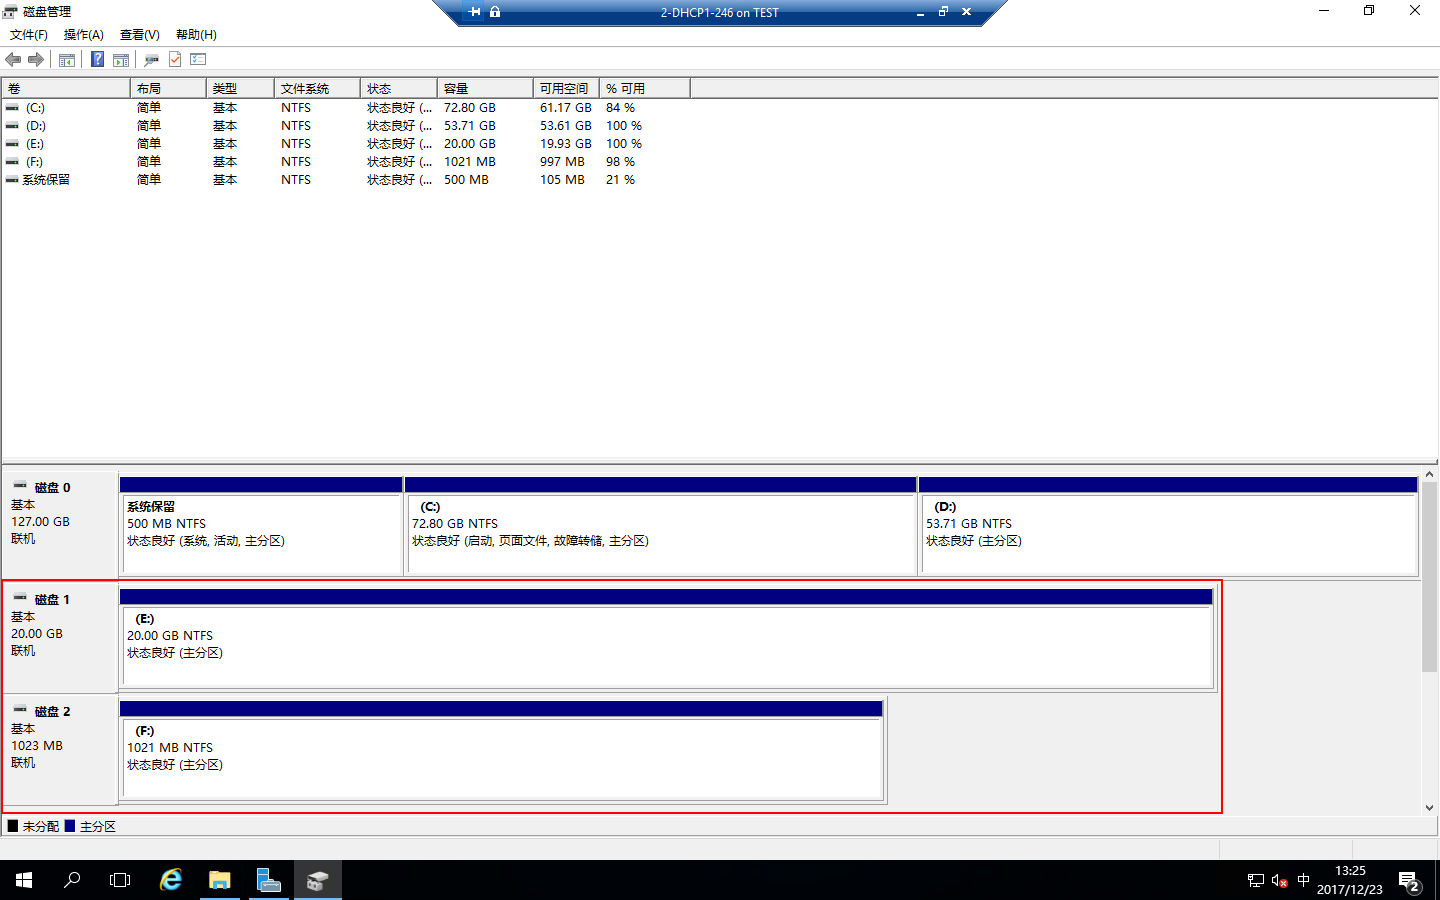 磁盘管理
2-DHCP1-246 on TEST
文件(F) 操作(A) 查看(V) 帮助(H)
卷 布局 类型 文件系统 状态 容量 可用空间 % 可用
(C:) 简单 基本 NTFS 状态良好 (... 72.80 GB 61.17 GB 84 %
(D:) 简单 基本 NTFS 状态良好 (... 53.71 GB 53.61 GB 100 %
(E:) 简单 基本 NTFS 状态良好 (... 20.00 GB 19.93 GB 100 %
(F:) 简单 基本 NTFS 状态良好 (... 1021 MB 997 MB 98 %
系统保留 简单 基本 NTFS 状态良好 (... 500 MB 105 MB 21 %
磁盘 0
基本
127.00 GB
联机
系统保留
500 MB NTFS
状态良好 (系统, 活动, 主分区)
(C:)
72.80 GB NTFS
状态良好 (启动, 页面文件, 故障转储, 主分区)
(D:)
53.71 GB NTFS
状态良好 (主分区)
磁盘 1
基本
20.00 GB
联机
(E:)
20.00 GB NTFS
状态良好 (主分区)
磁盘 2
基本
1023 MB
联机
(F:)
1021 MB NTFS
状态良好 (主分区)
未分配 主分区
中
13:25
2017/12/23
2